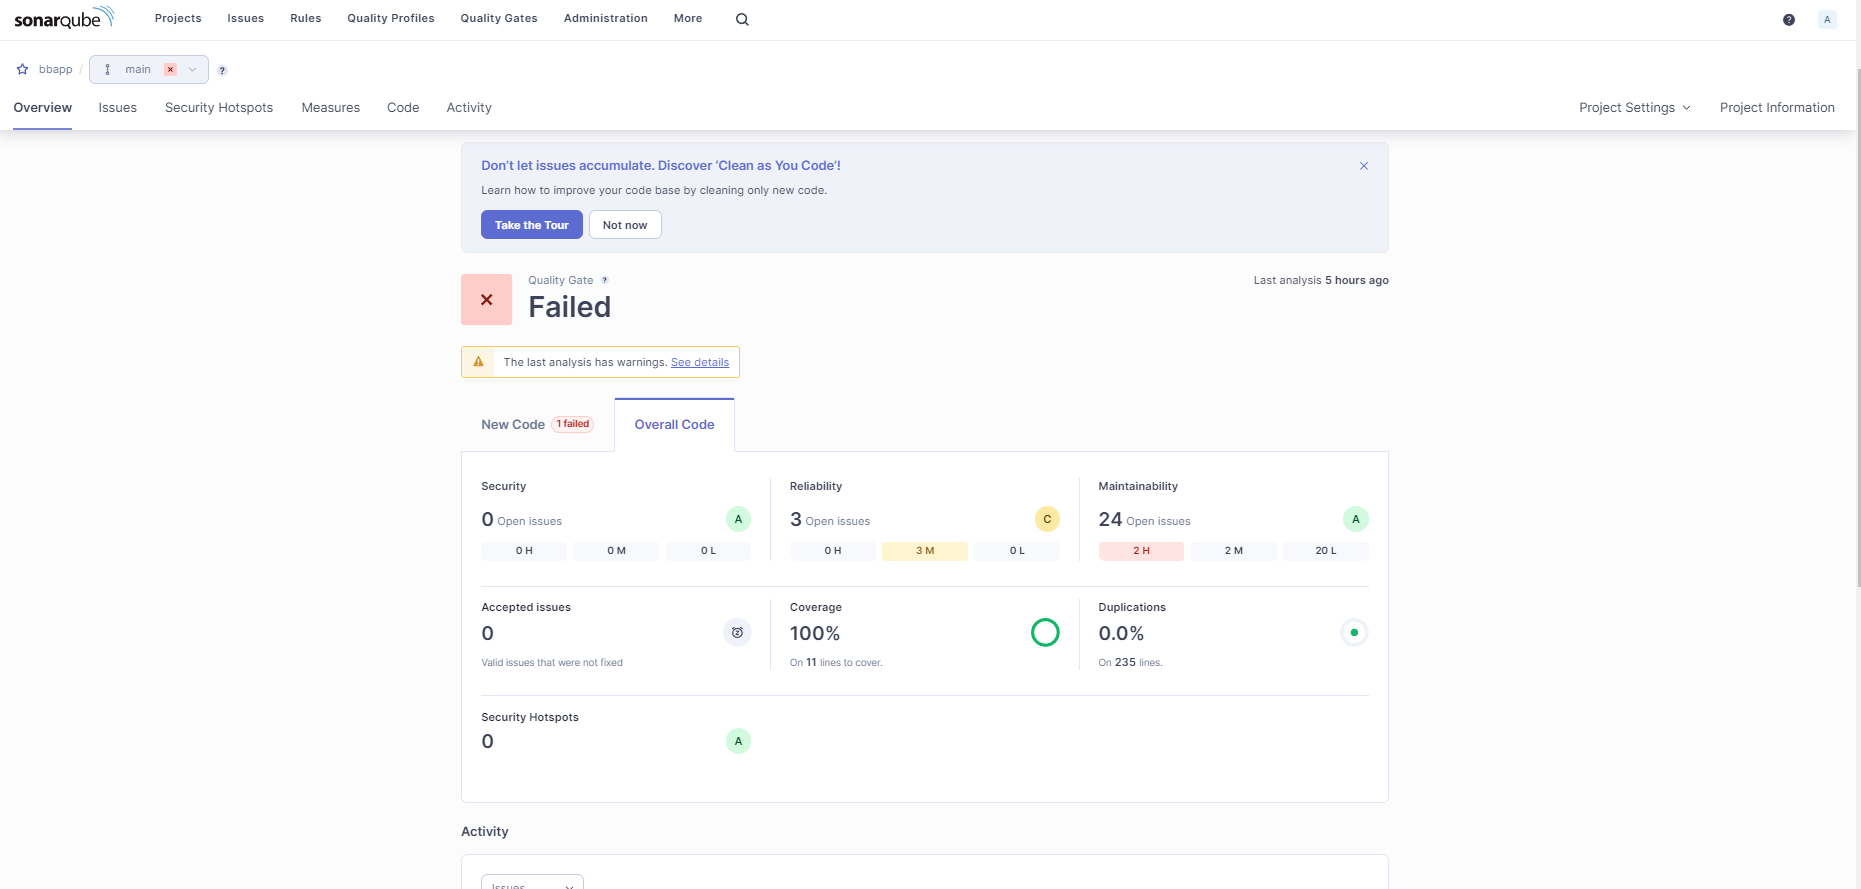 sonarqube Projects Issues Rules Quality Profiles Quality Gates Administration More ? A
bbapp / main ?
Overview Issues Security Hotspots Measures Code Activity Project Settings Project Information
Don't let issues accumulate. Discover ‘Clean as You Code’!
Learn how to improve your code base by cleaning only new code.
Take the Tour Not now
Quality Gate ? Last analysis 5 hours ago
Failed
The last analysis has warnings. See details
New Code 1 failed Overall Code
Security Reliability Maintainability
0 Open issues A 3 Open issues C 24 Open issues A
0 H 0 M 0 L 0 H 3 M 0 L 2 H 2 M 20 L
Accepted issues Coverage Duplications
0 100% 0.0%
Valid issues that were not fixed On 11 lines to cover. On 235 lines.
Security Hotspots
0 A
Activity
Issues